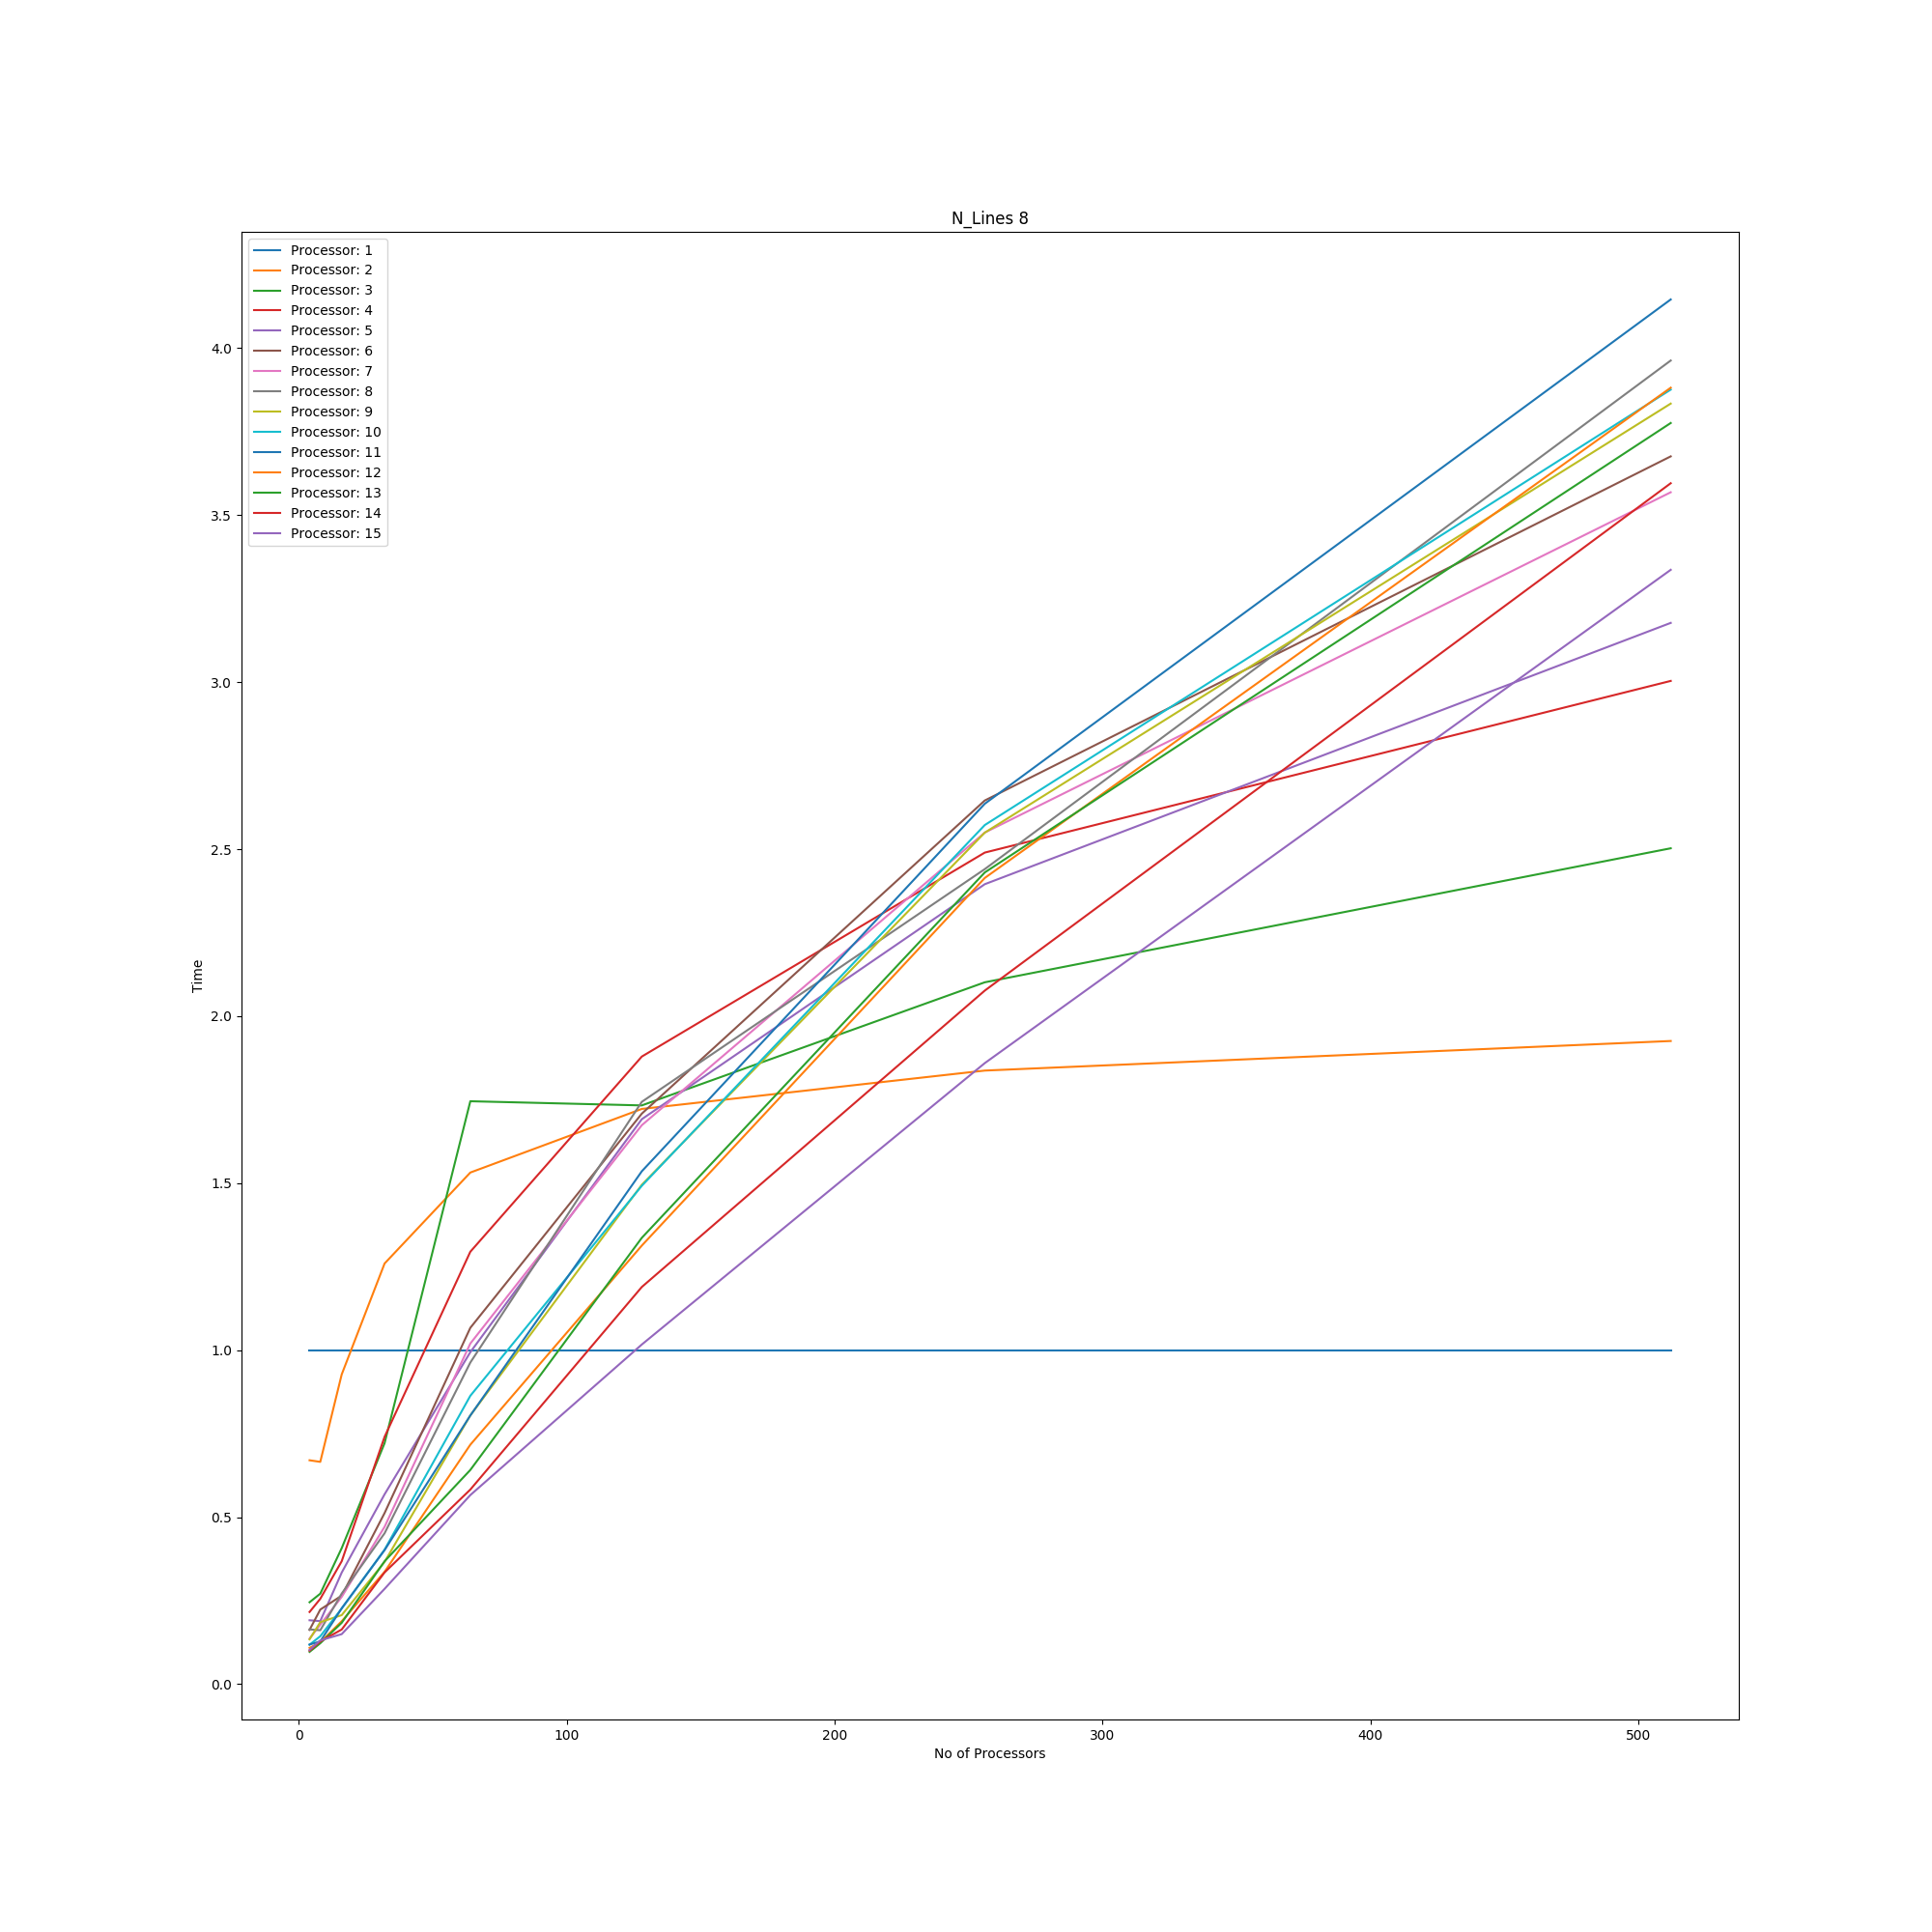 N_Lines 8
Processor: 1
Processor: 2
Processor: 3
Processor: 4
Processor: 5
Processor: 6
Processor: 7
Processor: 8
Processor: 9
Processor: 10
Processor: 11
Processor: 12
Processor: 13
Processor: 14
Processor: 15
4.0
3.5
3.0
2.5
2.0
1.5
1.0
0.5
0.0
Time
0 100 200 300 400 500
No of Processors